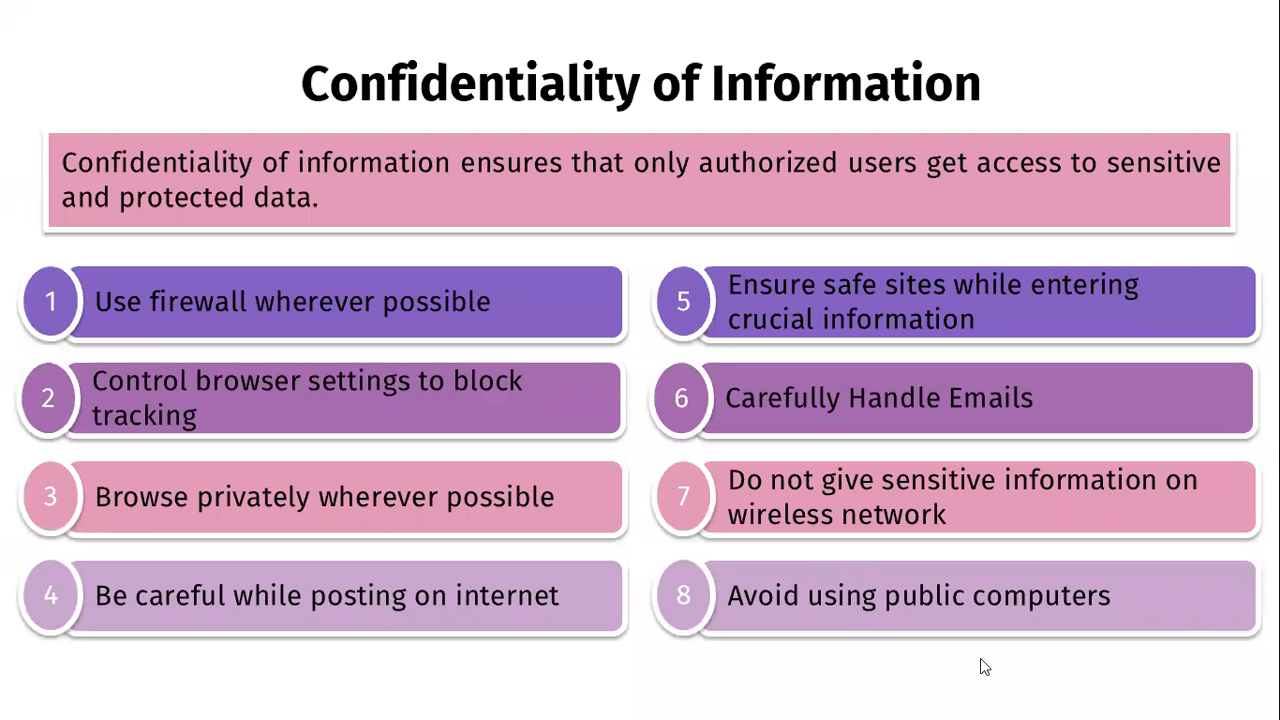 Confidentiality of Information
Confidentiality of information ensures that only authorized users get access to sensitive
and protected data.
1 Use firewall wherever possible
2 Control browser settings to block
tracking
3 Browse privately wherever possible
4 Be careful while posting on internet
5 Ensure safe sites while entering
crucial information
6 Carefully Handle Emails
7 Do not give sensitive information on
wireless network
8 Avoid using public computers